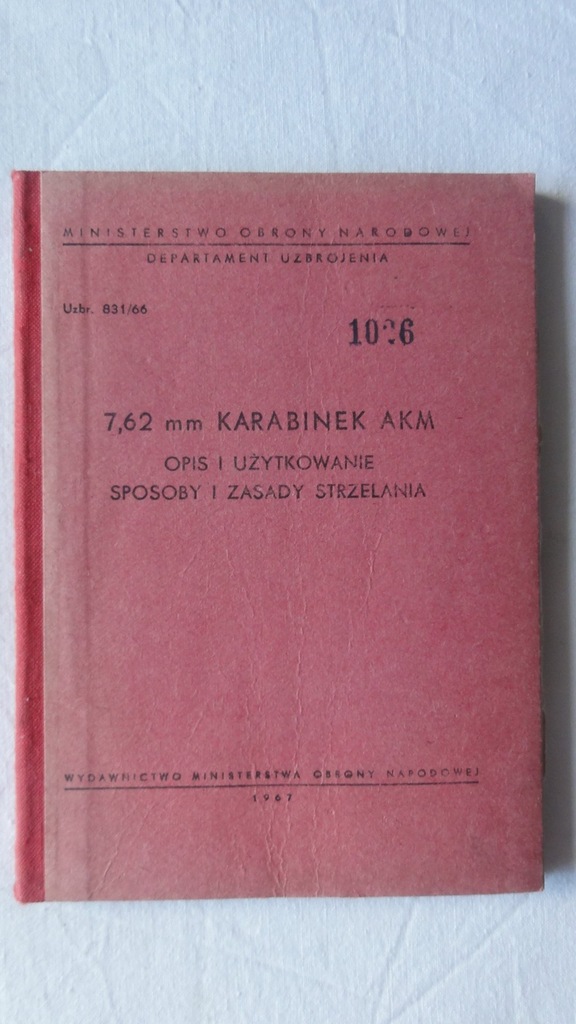 MINISTERSTWO OBRONY NARODOWEJ
DEPARTAMENT UZBROJENIA
Uzbr. 831/66
7,62 mm KARABINEK AKM
OPIS I UŻYTKOWANIE
SPOSOBY I ZASADY STRZELANIA
WYDAWNICTWO MINISTERSTWA OBRONY NARODOWEJ
1967